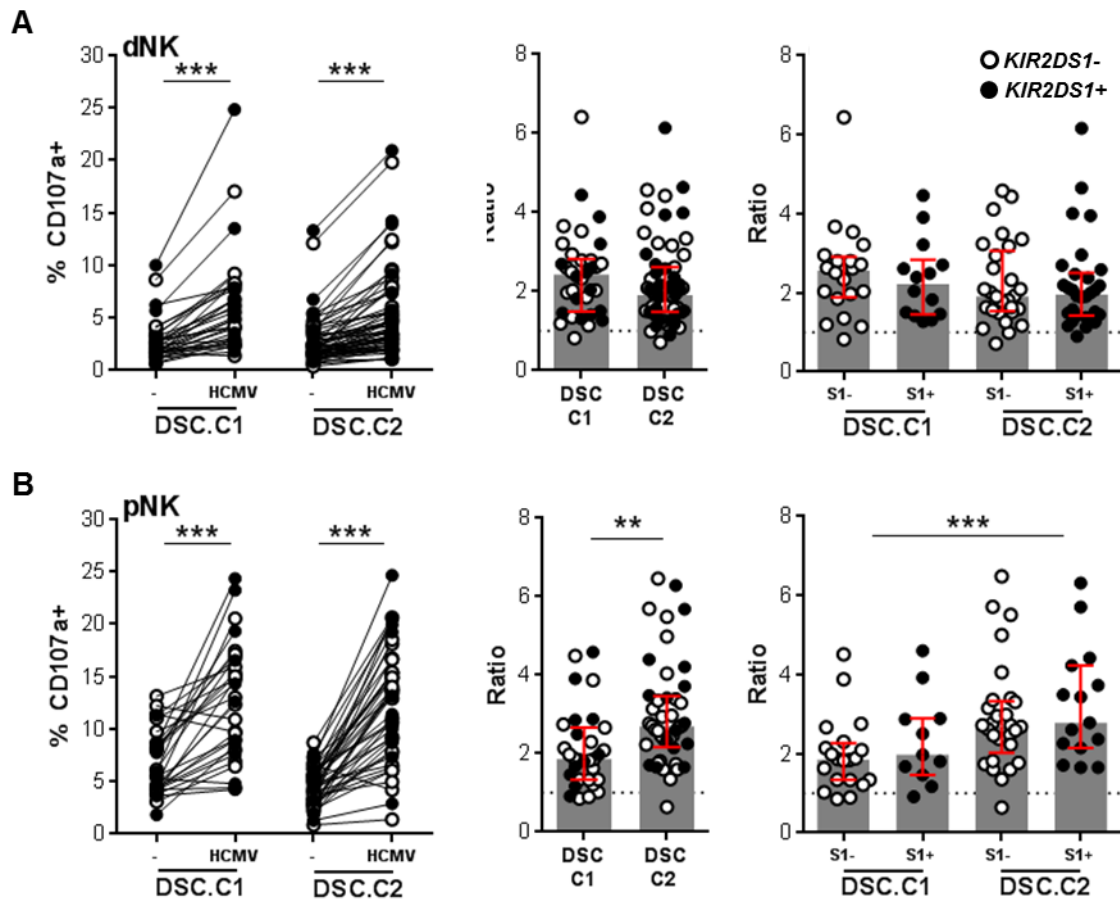 A
dNK
% CD107a+
30
25
20
15
10
5
0
***
***
-
HCMV
-
HCMV
DSC.C1
DSC.C2
8
6
4
2
0
DSC
C1
DSC
C2
Ratio
8
6
4
2
0
KIR2DS1-
KIR2DS1+
S1-
S1+
S1-
S1+
DSC.C1
DSC.C2
B
pNK
% CD107a+
30
25
20
15
10
5
0
***
***
-
HCMV
-
HCMV
DSC.C1
DSC.C2
Ratio
8
6
4
2
0
**
DSC
C1
DSC
C2
Ratio
8
6
4
2
0
***
S1-
S1+
S1-
S1+
DSC.C1
DSC.C2